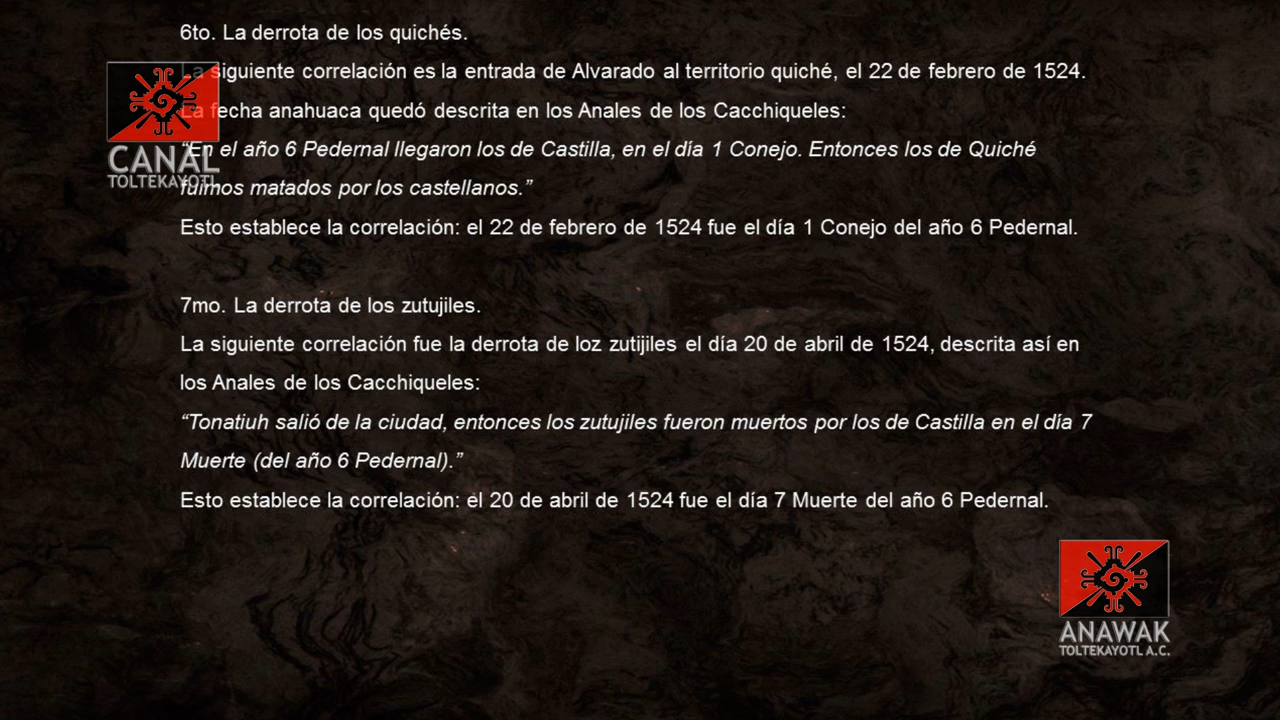 6to. La derrota de los quichés.
La siguiente correlación es la entrada de Alvarado al territorio quiché, el 22 de febrero de 1524.
La fecha anahuaca quedó descrita en los Anales de los Cacchiqueles:
“En el año 6 Pedernal llegaron los de Castilla, en el día 1 Conejo. Entonces los de Quiché
fuimos matados por los castellanos.”
Esto establece la correlación: el 22 de febrero de 1524 fue el día 1 Conejo del año 6 Pedernal.
7mo. La derrota de los zutujiles.
La siguiente correlación fue la derrota de loz zutijiles el día 20 de abril de 1524, descrita así en
los Anales de los Cacchiqueles:
“Tonatiuh salió de la ciudad, entonces los zutujiles fueron muertos por los de Castilla en el día 7
Muerte (del año 6 Pedernal).”
Esto establece la correlación: el 20 de abril de 1524 fue el día 7 Muerte del año 6 Pedernal.
CANAL
TOLTEKAYOTL
ANAWAK
TOLTEKAYOTL A.C.